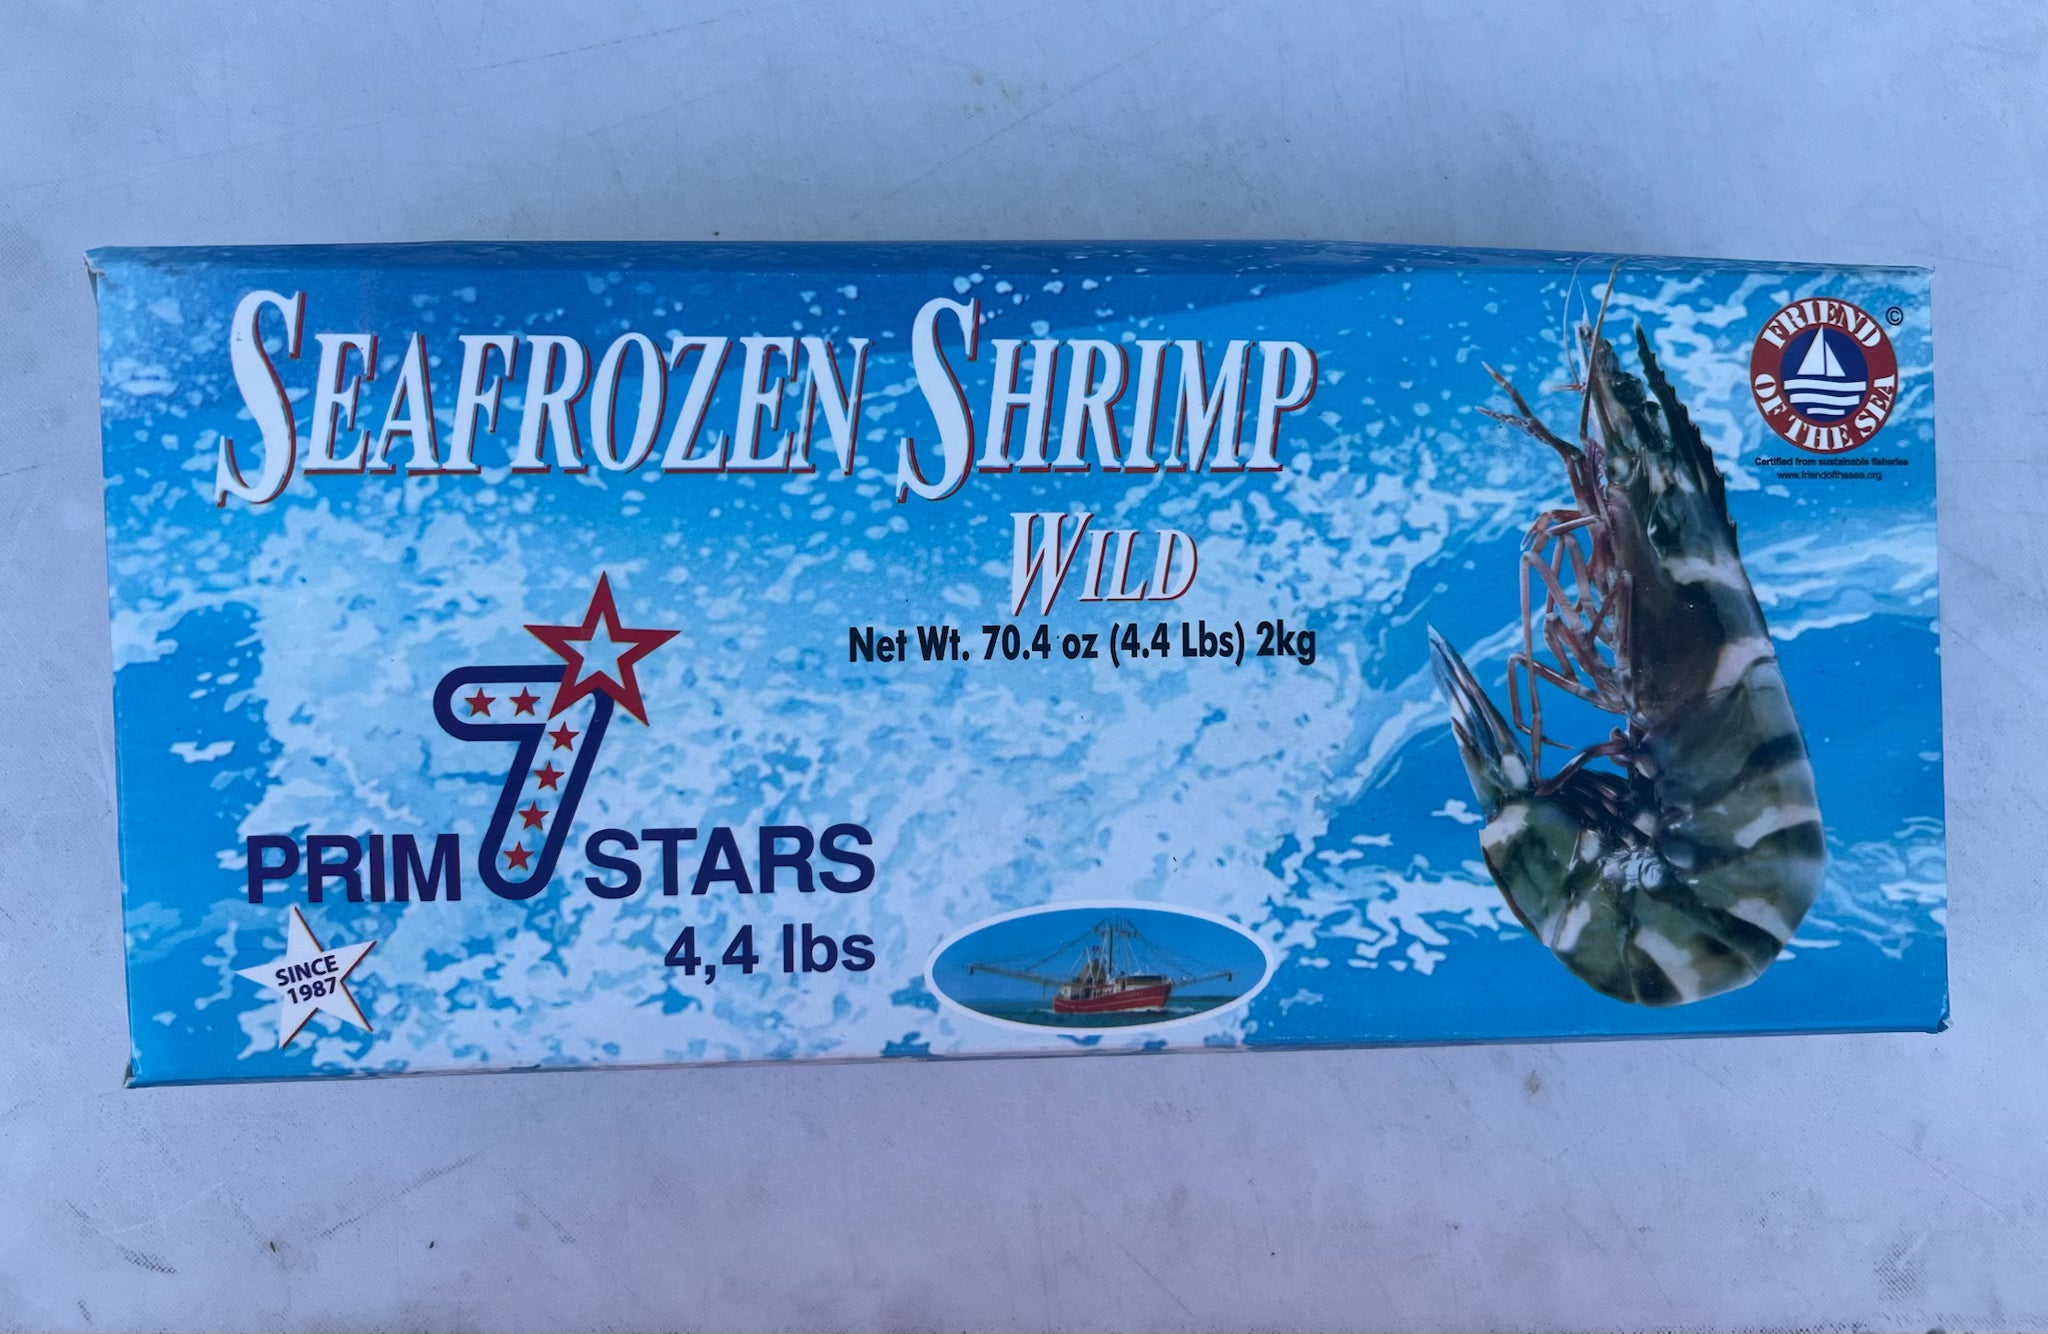 SEAFROZEN SHRIMP
WILD
Net Wt. 70.4 oz (4.4 Lbs) 2kg
FRIEND
OF THE SEA
©
Certified from sustainable fisheries
www.friendofthesea.org
7
PRIM STARS
4,4 lbs
SINCE
1987